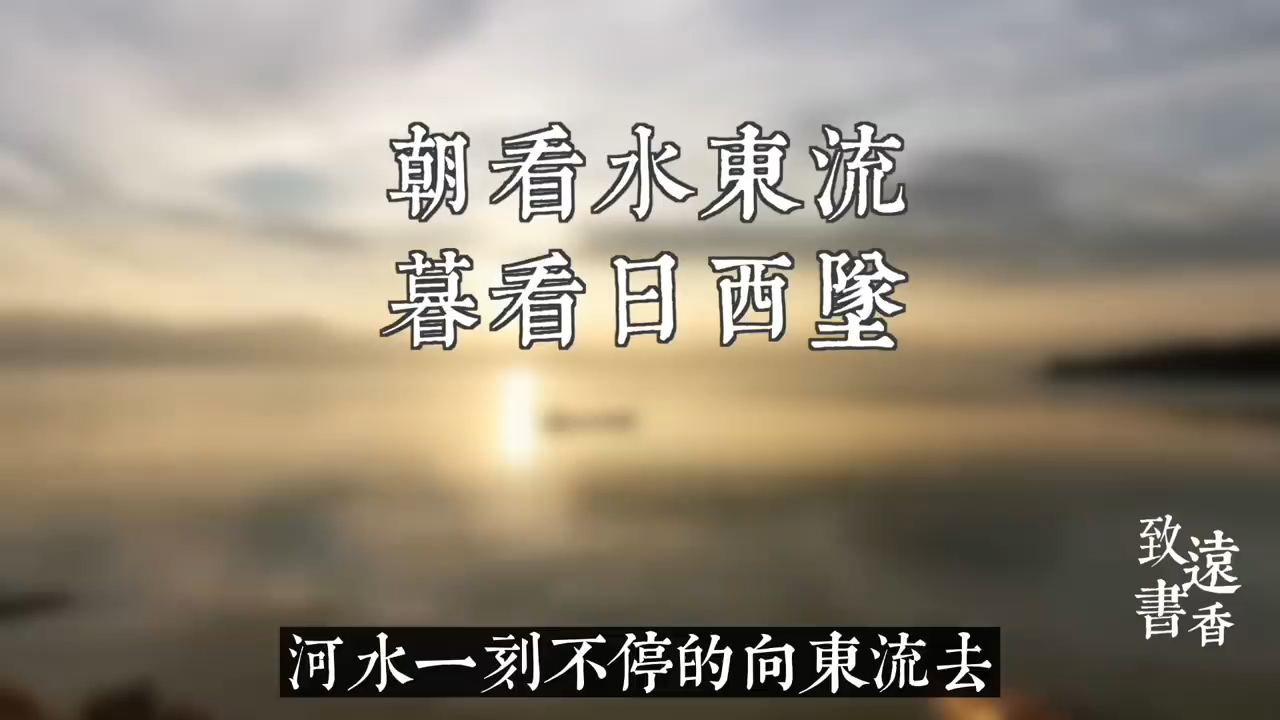 朝看水東流
暮看日西墜
致遠
書香
河水一刻不停的向東流去